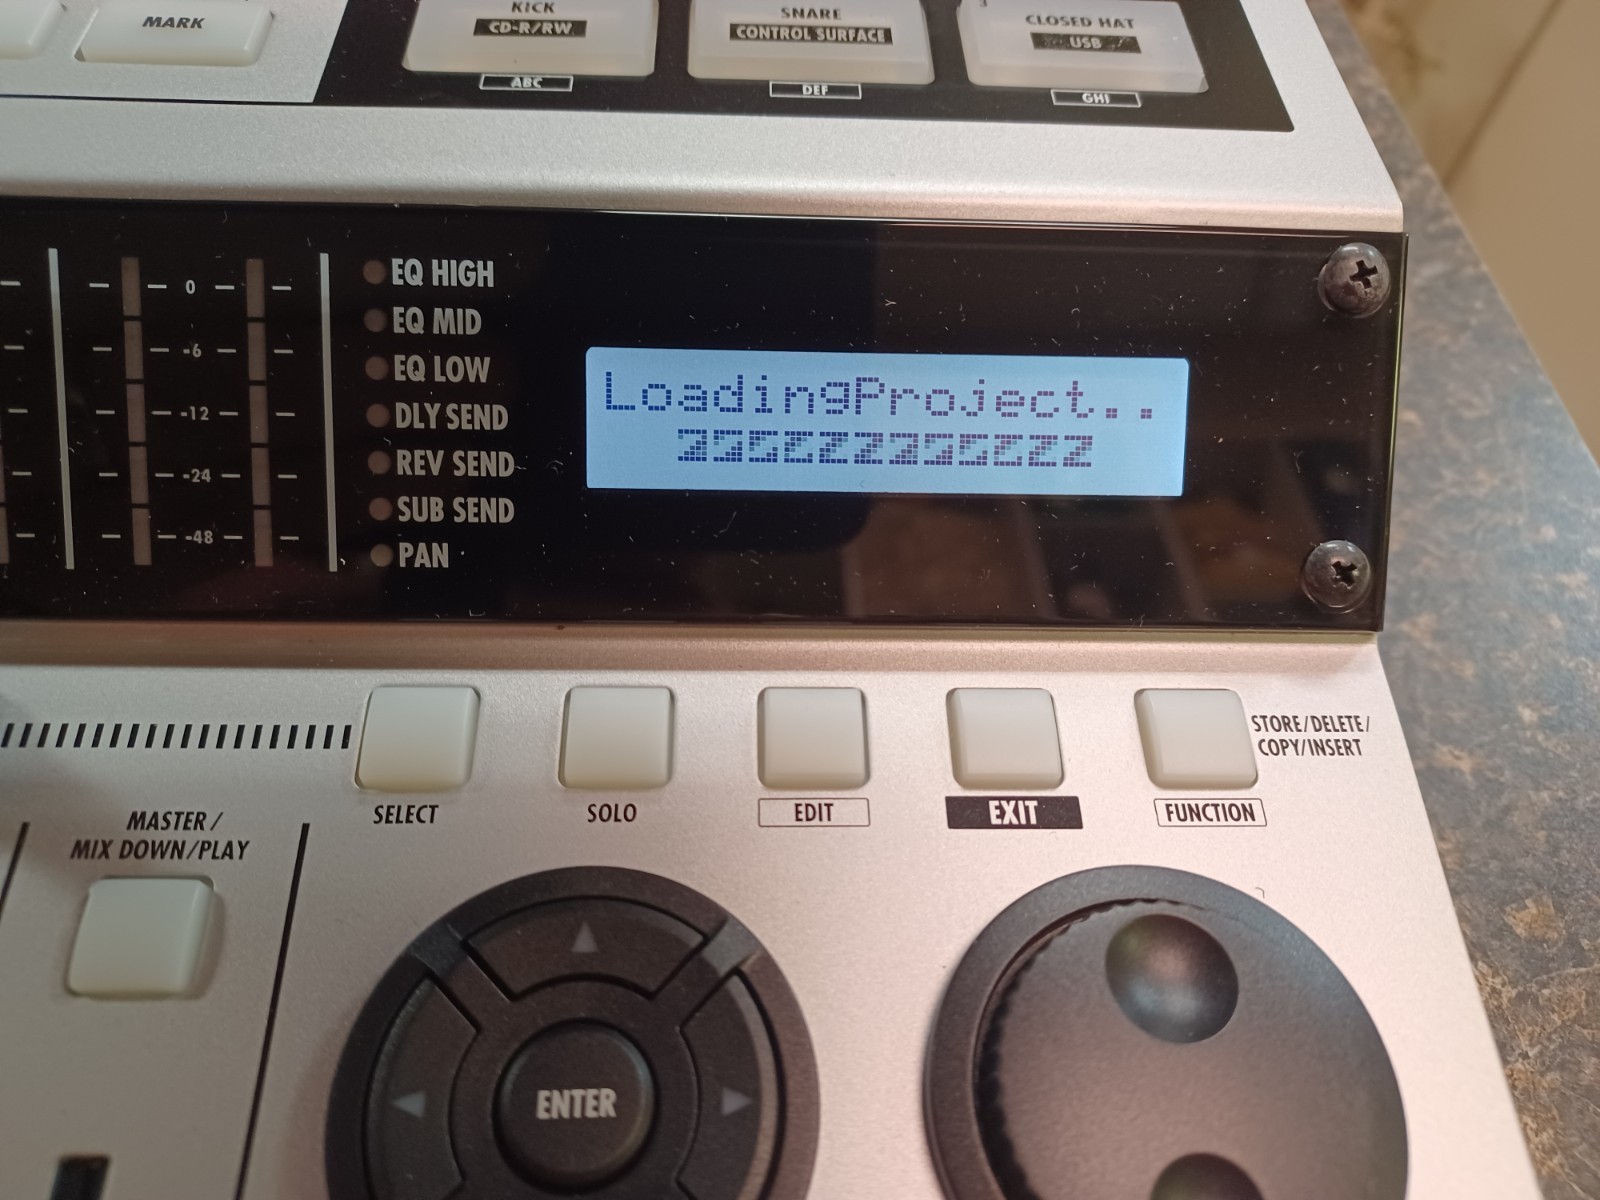 MARK
KICK
CD-R/RW
ABC
SNARE
CONTROL SURFACE
DEF
3
CLOSED HAT
USB
GHI
0
-6
-12
-24
-48
EQ HIGH
EQ MID
EQ LOW
DLY SEND
REV SEND
SUB SEND
PAN
LoadingProject..
SELECT
SOLO
EDIT
EXIT
FUNCTION
STORE/DELETE/
COPY/INSERT
MASTER/
MIX DOWN/PLAY
ENTER